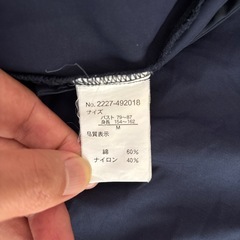 No. 2227-492018
サイズ
バスト 79~87
身長 154~162
M
品質表示
綿 60%
ナイロン 40%